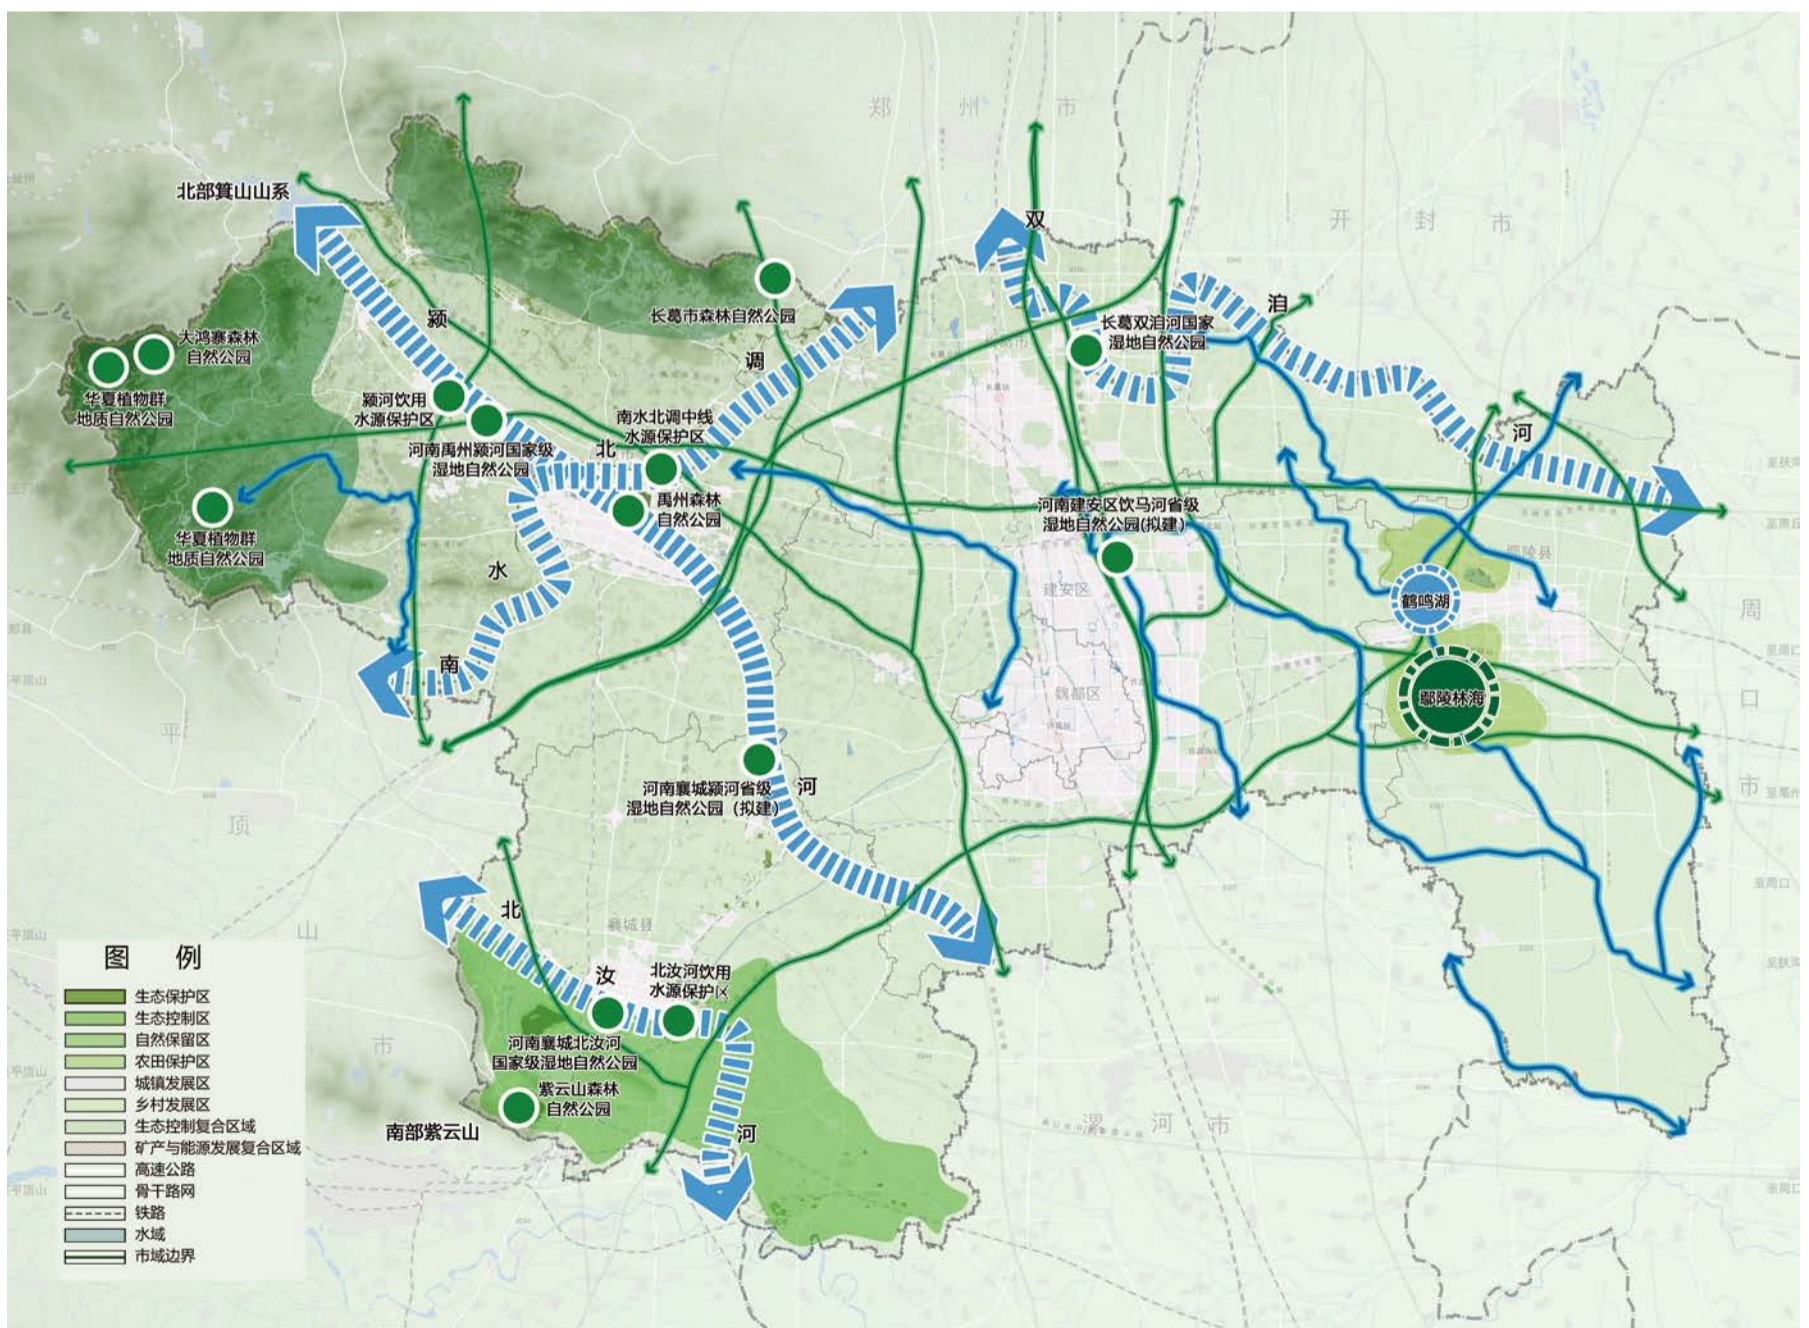 郑 州 市
北部箕山山系
双
开 封 市
洎
颍
长葛市森林自然公园
长葛双洎河国家
湿地自然公园
大鸿寨森林
自然公园
调
华夏植物群
地质自然公园
颍河饮用
水源保护区
南水北调中线
水源保护区
河
河南禹州颍河国家级
湿地自然公园
北
禹州森林
自然公园
河南建安区饮马河省级
湿地自然公园(拟建)
华夏植物群
地质自然公园
鄢陵县
水
建安区
鹤鸣湖
周
口
市
南
魏都区
鄢陵林海
平
顶
山
市
河南襄城颍河省级
湿地自然公园（拟建）
河
北
襄城县
汝
北汝河饮用
水源保护区
河南襄城北汝河
国家级湿地自然公园
紫云山森林
自然公园
南部紫云山
河
漯 河 市
图 例
生态保护区
生态控制区
自然保留区
农田保护区
城镇发展区
乡村发展区
生态控制复合区域
矿产与能源发展复合区域
高速公路
骨干路网
铁路
水域
市域边界